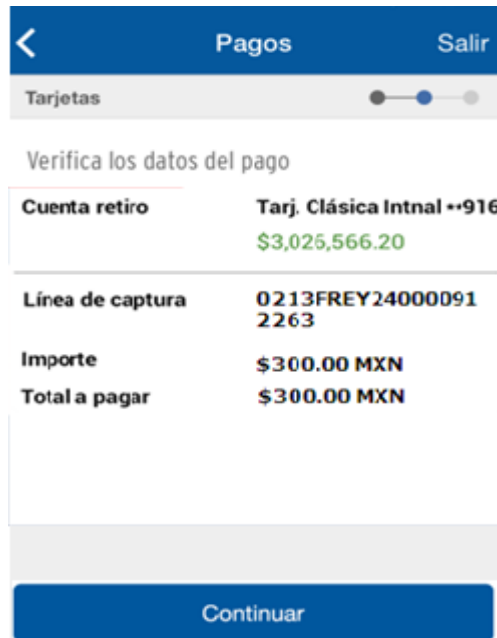 Pagos Salir
Tarjetas
Verifica los datos del pago
Cuenta retiro Tarj. Clásica Intnal ••916
$3,026,566.20
Línea de captura 0213FREY24000091
2263
Importe $300.00 MXN
Total a pagar $300.00 MXN
Continuar